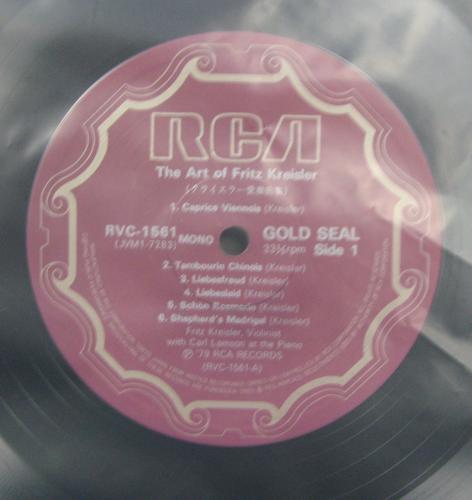 RCA
The Art of Fritz Kreisler
(クライスラー愛奏曲集)
1. Caprice Viennois (Kreisler)
RVC-1561
(JVM1-7283)
MONO
GOLD SEAL
33⅓rpm Side 1
2. Tambourin Chinois (Kreisler)
3. Liebesfreud (Kreisler)
4. Liebesleid (Kreisler)
5. Schön Rosmarin (Kreisler)
6. Shepherd's Madrigal (Kreisler)
Fritz Kreisler, Violinist
with Carl Lamson at the Piano
Ⓟ '79 RCA RECORDS
(RVC-1561-A)